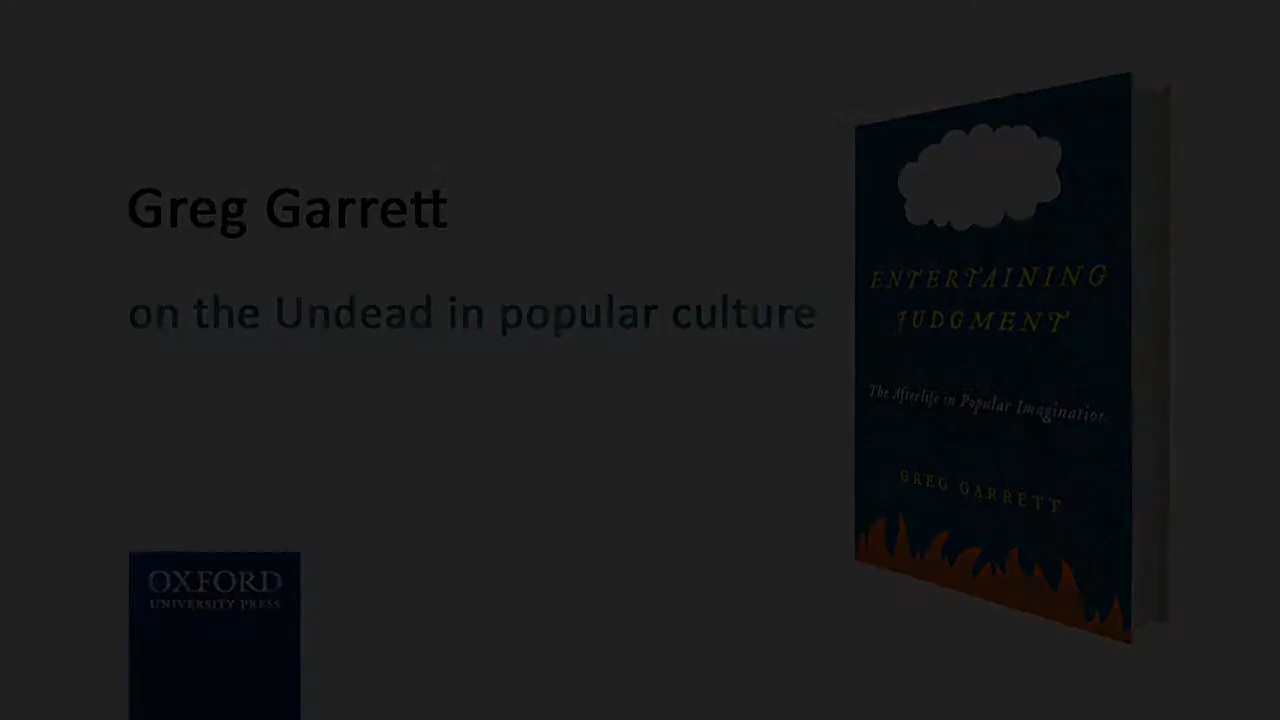 Greg Garrett
on the Undead in popular culture
ENTERTAINING
JUDGMENT
The Afterlife in Popular Imagination
GREG GARRETT
OXFORD
UNIVERSITY PRESS